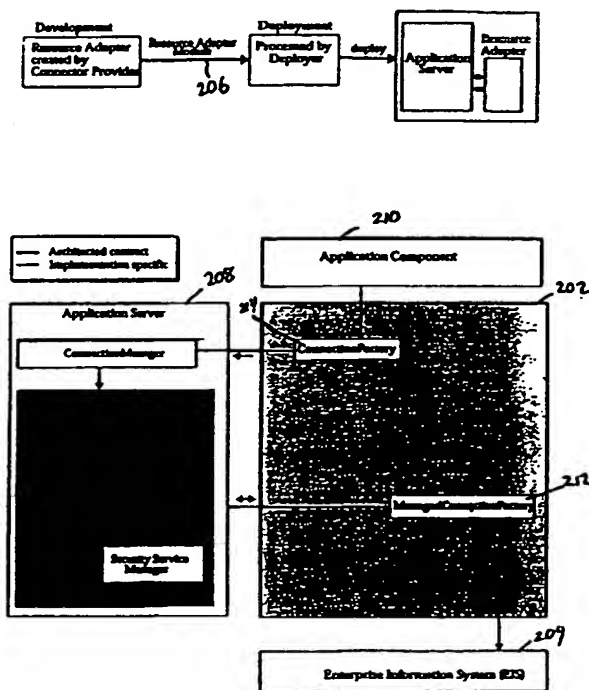 Development
Resource Adapter
created by
Connector Provider
Resource Adapter
Module
206
Deployment
Processed by
Deployer
deploy
Application
Server
Resource
Adapter
210
Architected contract
Implementation specific
Application Component
208
202
Application Server
ConnectionManager
ConnectionFactory
212
ManagedConnectionFactory
Security Service
Manager
209
Enterprise Information System (EIS)